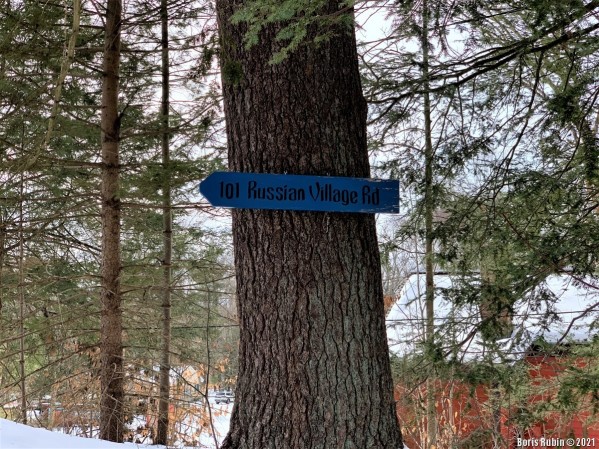 101 Russian Village Rd
Boris Rubin © 2021